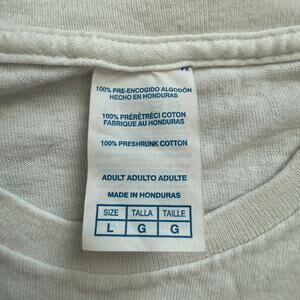 100% PRE-ENCOGIDO ALGODÓN
HECHO EN HONDURAS
100% PRÉRÉTRÉCI COTON
FABRIQUE AU HONDURAS
100% PRESHRUNK COTTON
ADULT ADULTO ADULTE
MADE IN HONDURAS
SIZE TALLA TAILLE
L G G